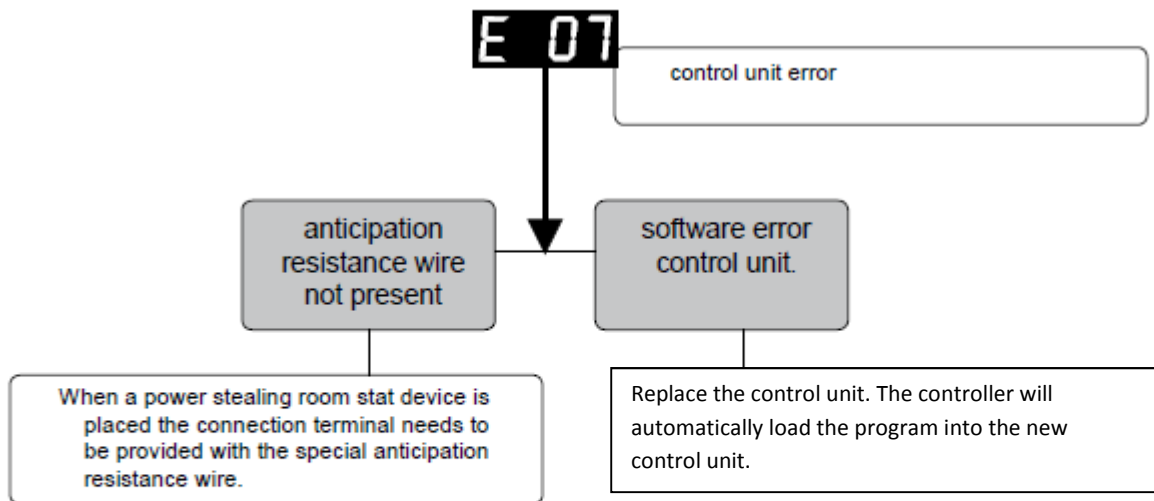 E 07
control unit error
anticipation
resistance wire
not present
software error
control unit.
When a power stealing room stat device is
placed the connection terminal needs to
be provided with the special anticipation
resistance wire.
Replace the control unit. The controller will
automatically load the program into the new
control unit.